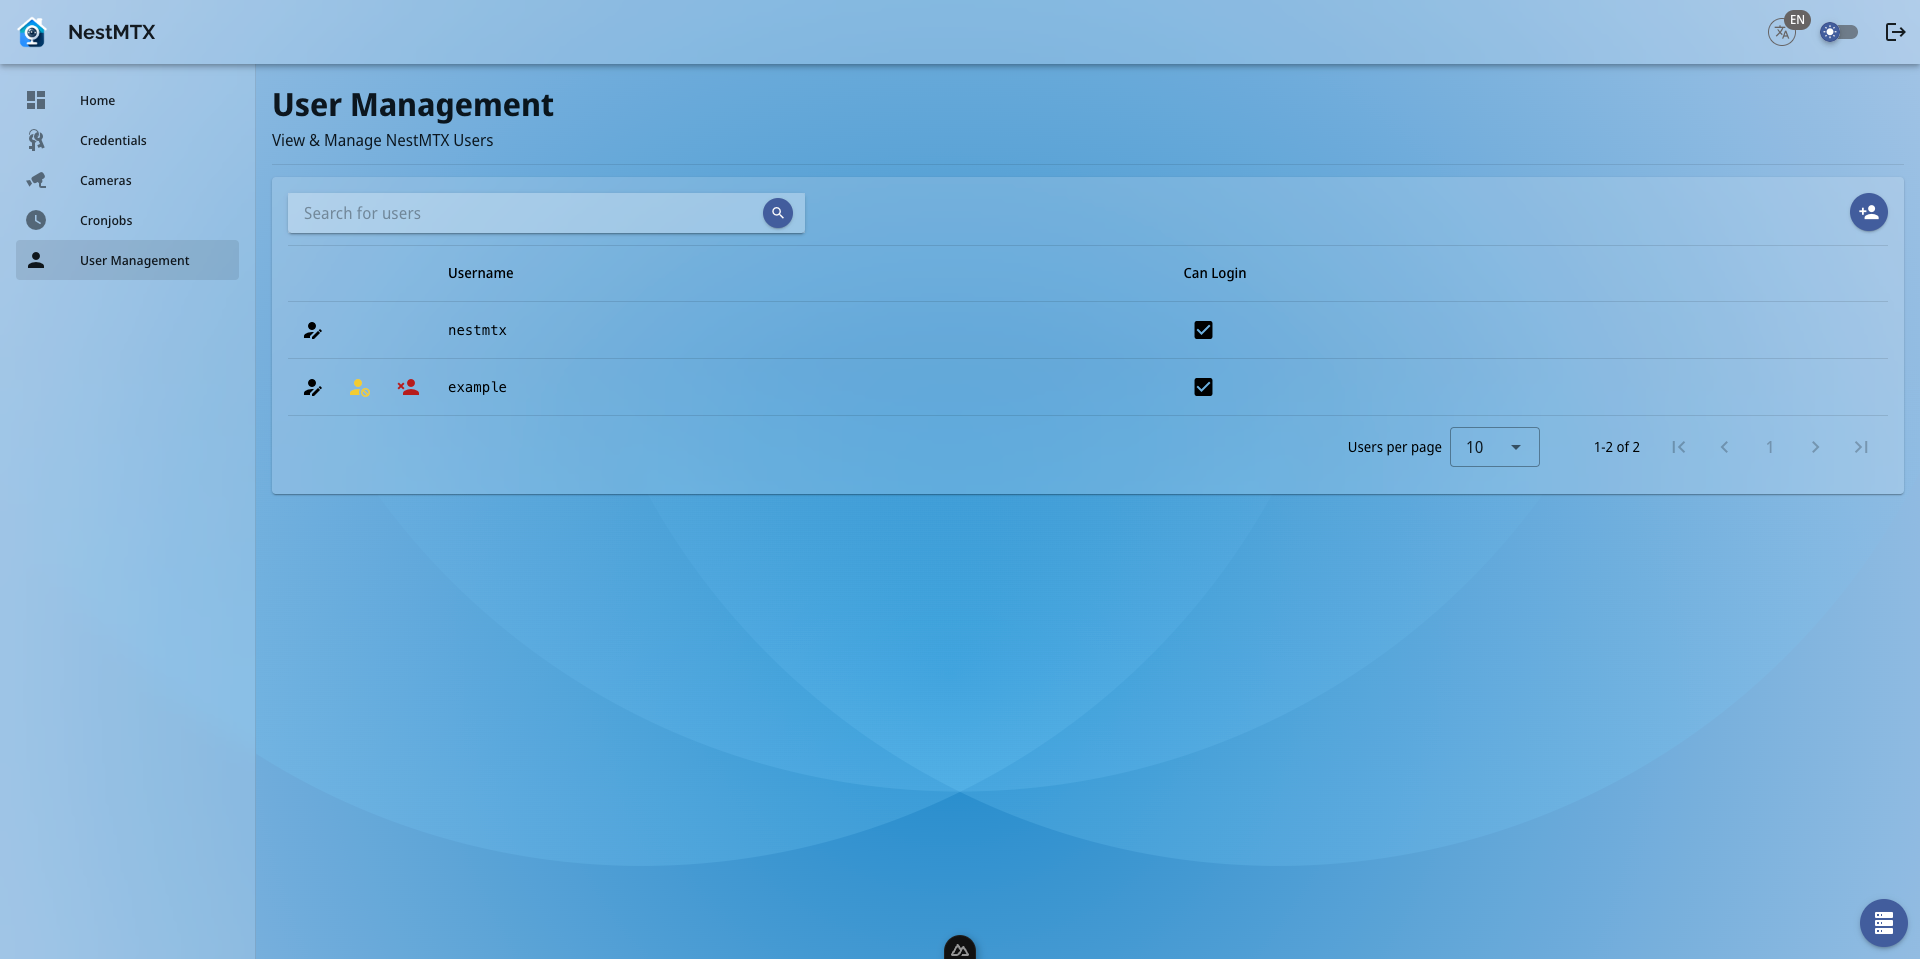 NestMTX
EN
Home
Credentials
Cameras
Cronjobs
User Management
User Management
View & Manage NestMTX Users
Search for users
Username Can Login
nestmtx
example
Users per page 10 1-2 of 2 1